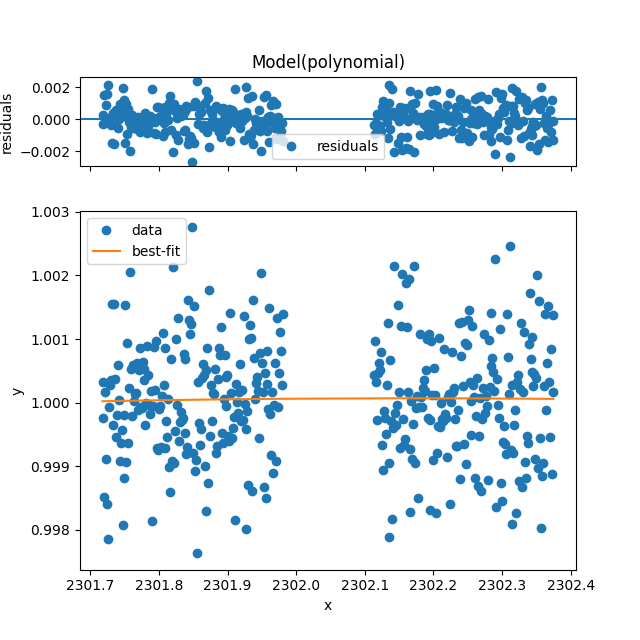 Model(polynomial)
residuals
0.002
0.000
−0.002
residuals
1.003
1.002
1.001
1.000
0.999
0.998
y
data
best-fit
2301.7 2301.8 2301.9 2302.0 2302.1 2302.2 2302.3 2302.4
x